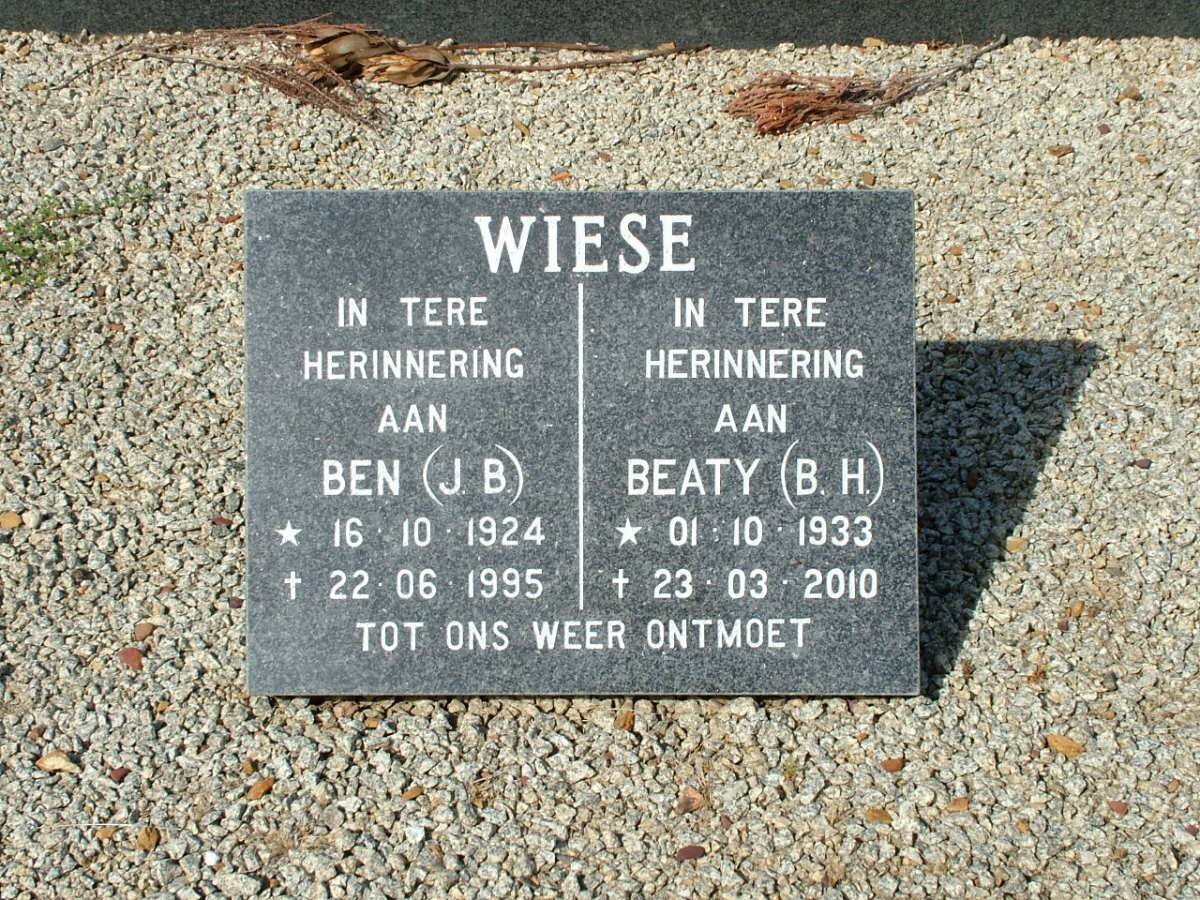 WIESE
IN TERE
HERINNERING
AAN
BEN (J. B.)
★ 16·10·1924
† 22·06·1995
IN TERE
HERINNERING
AAN
BEATY (B. H.)
★ 01·10·1933
† 23·03·2010
TOT ONS WEER ONTMOET